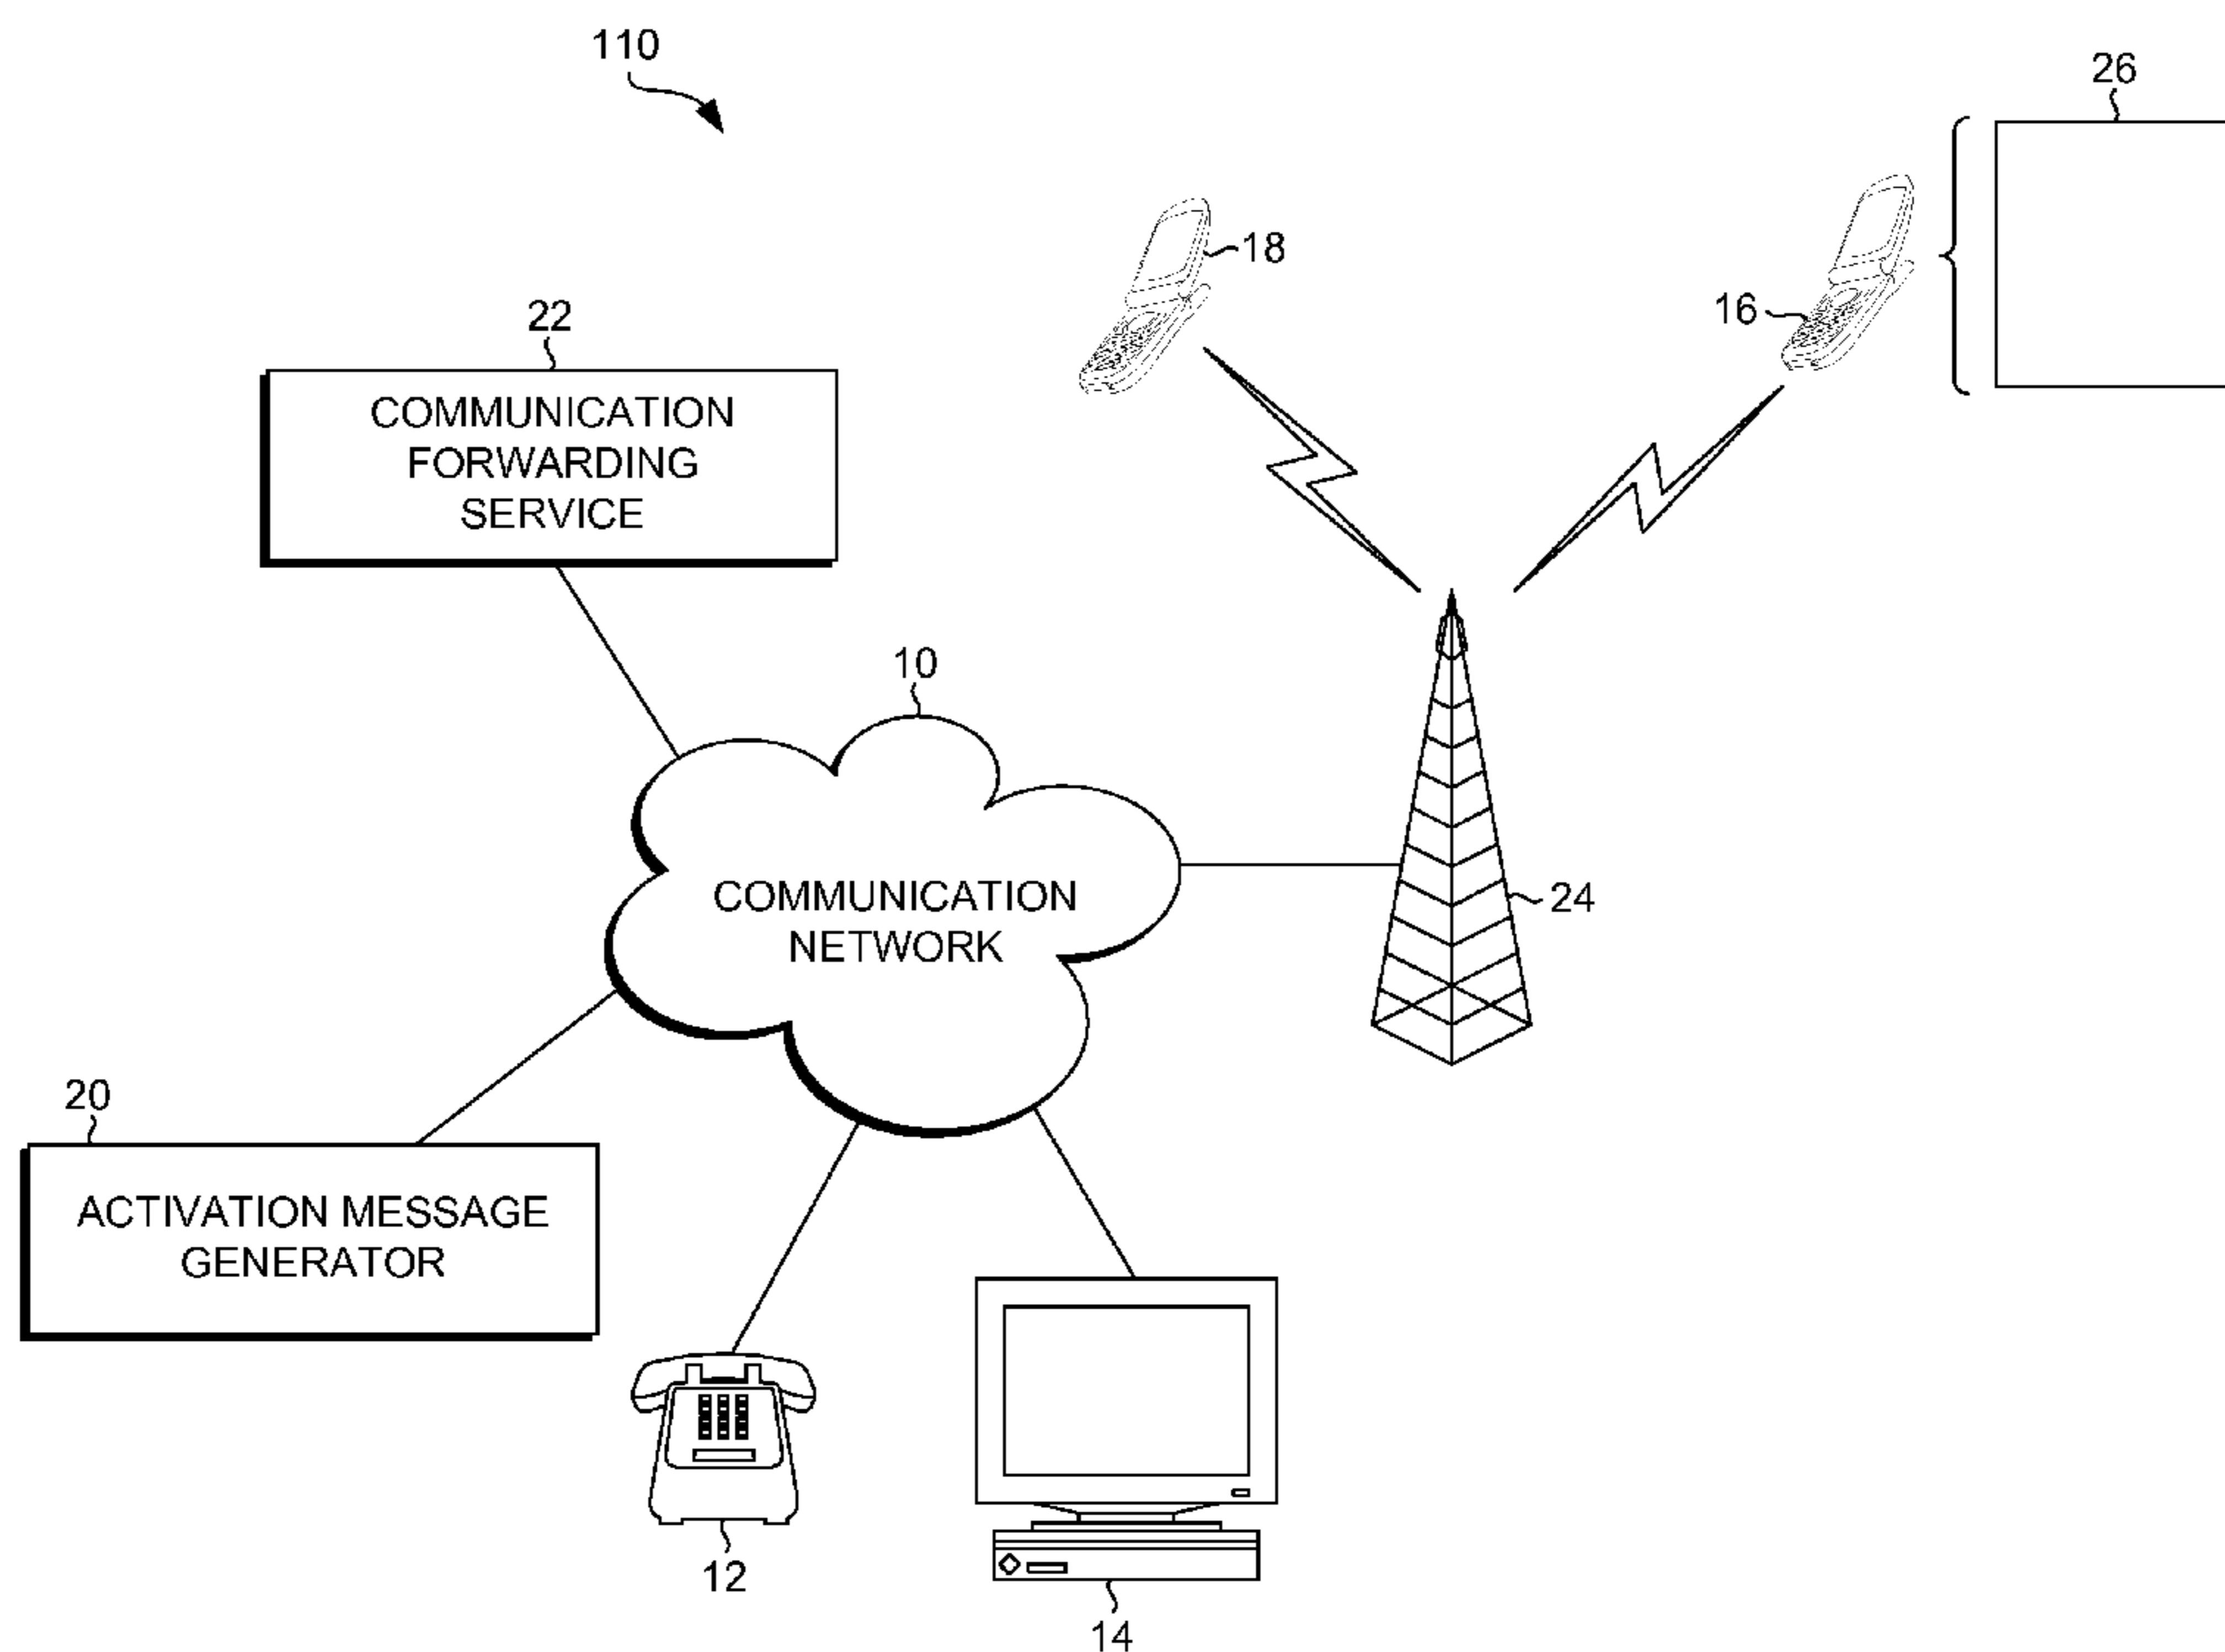 110
26
18
16
22
COMMUNICATION
FORWARDING
SERVICE
10
COMMUNICATION
NETWORK
24
20
ACTIVATION MESSAGE
GENERATOR
12
14